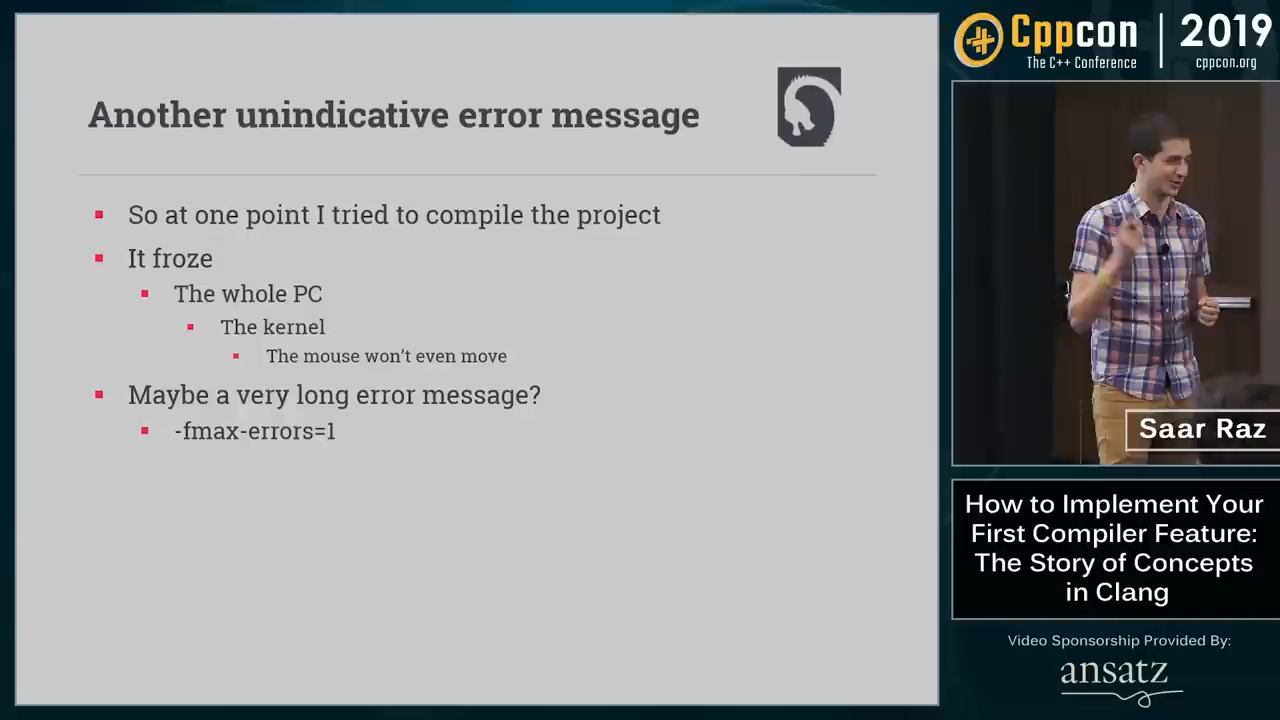 Another unindicative error message
So at one point I tried to compile the project
It froze
The whole PC
The kernel
The mouse won't even move
Maybe a very long error message?
-fmax-errors=1
Cppcon
The C++ Conference
2019
cppcon.org
Saar Raz
How to Implement Your
First Compiler Feature:
The Story of Concepts
in Clang
Video Sponsorship Provided By:
ansatz